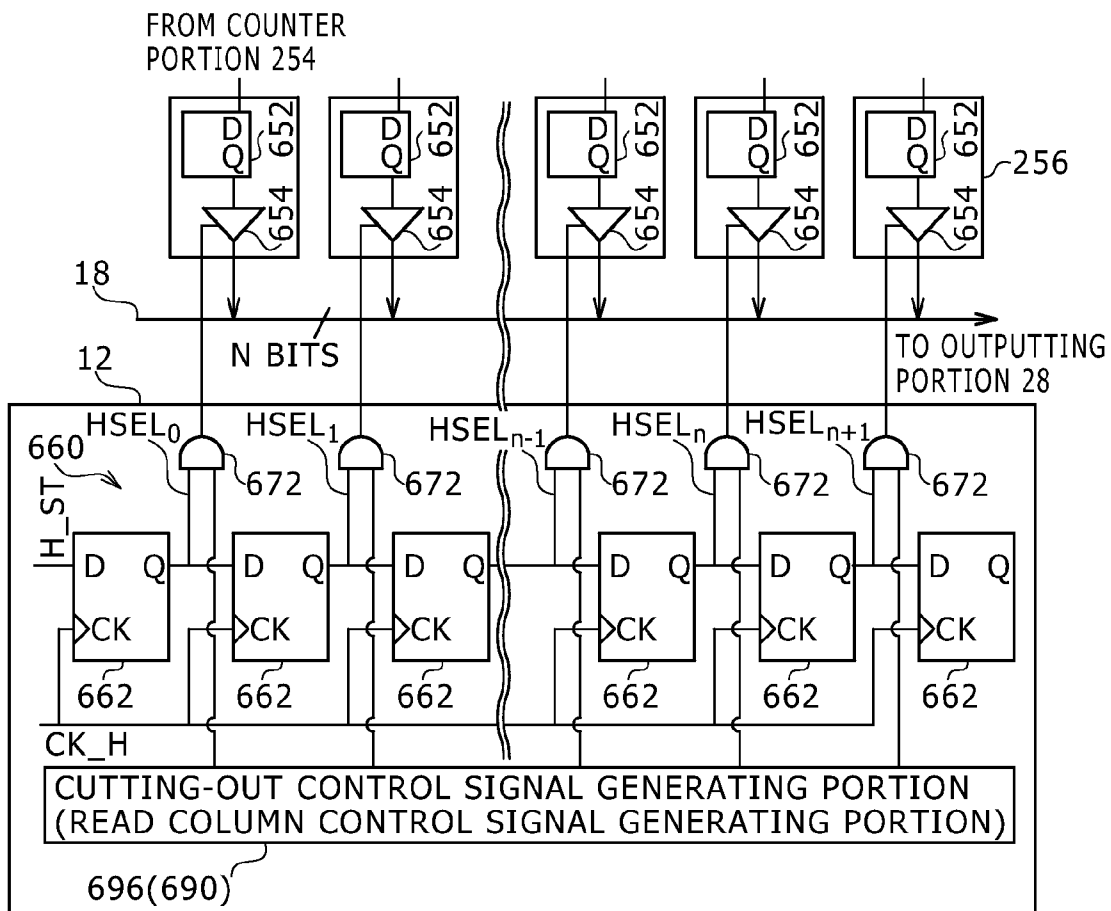 FROM COUNTER
PORTION 254
D Q 652 654
D Q 652 654
D Q 652 654
D Q 652 654
D Q 652 654
256
18
N BITS
TO OUTPUTTING
PORTION 28
12
HSEL0
HSEL1
HSELn-1
HSELn
HSELn+1
660
672
672
672
672
672
H_ST
D Q
D Q
D Q
D Q
D Q
D Q
CK
CK
CK
CK
CK
CK
662
662
662
662
662
662
CK_H
CUTTING-OUT CONTROL SIGNAL GENERATING PORTION
(READ COLUMN CONTROL SIGNAL GENERATING PORTION)
696(690)